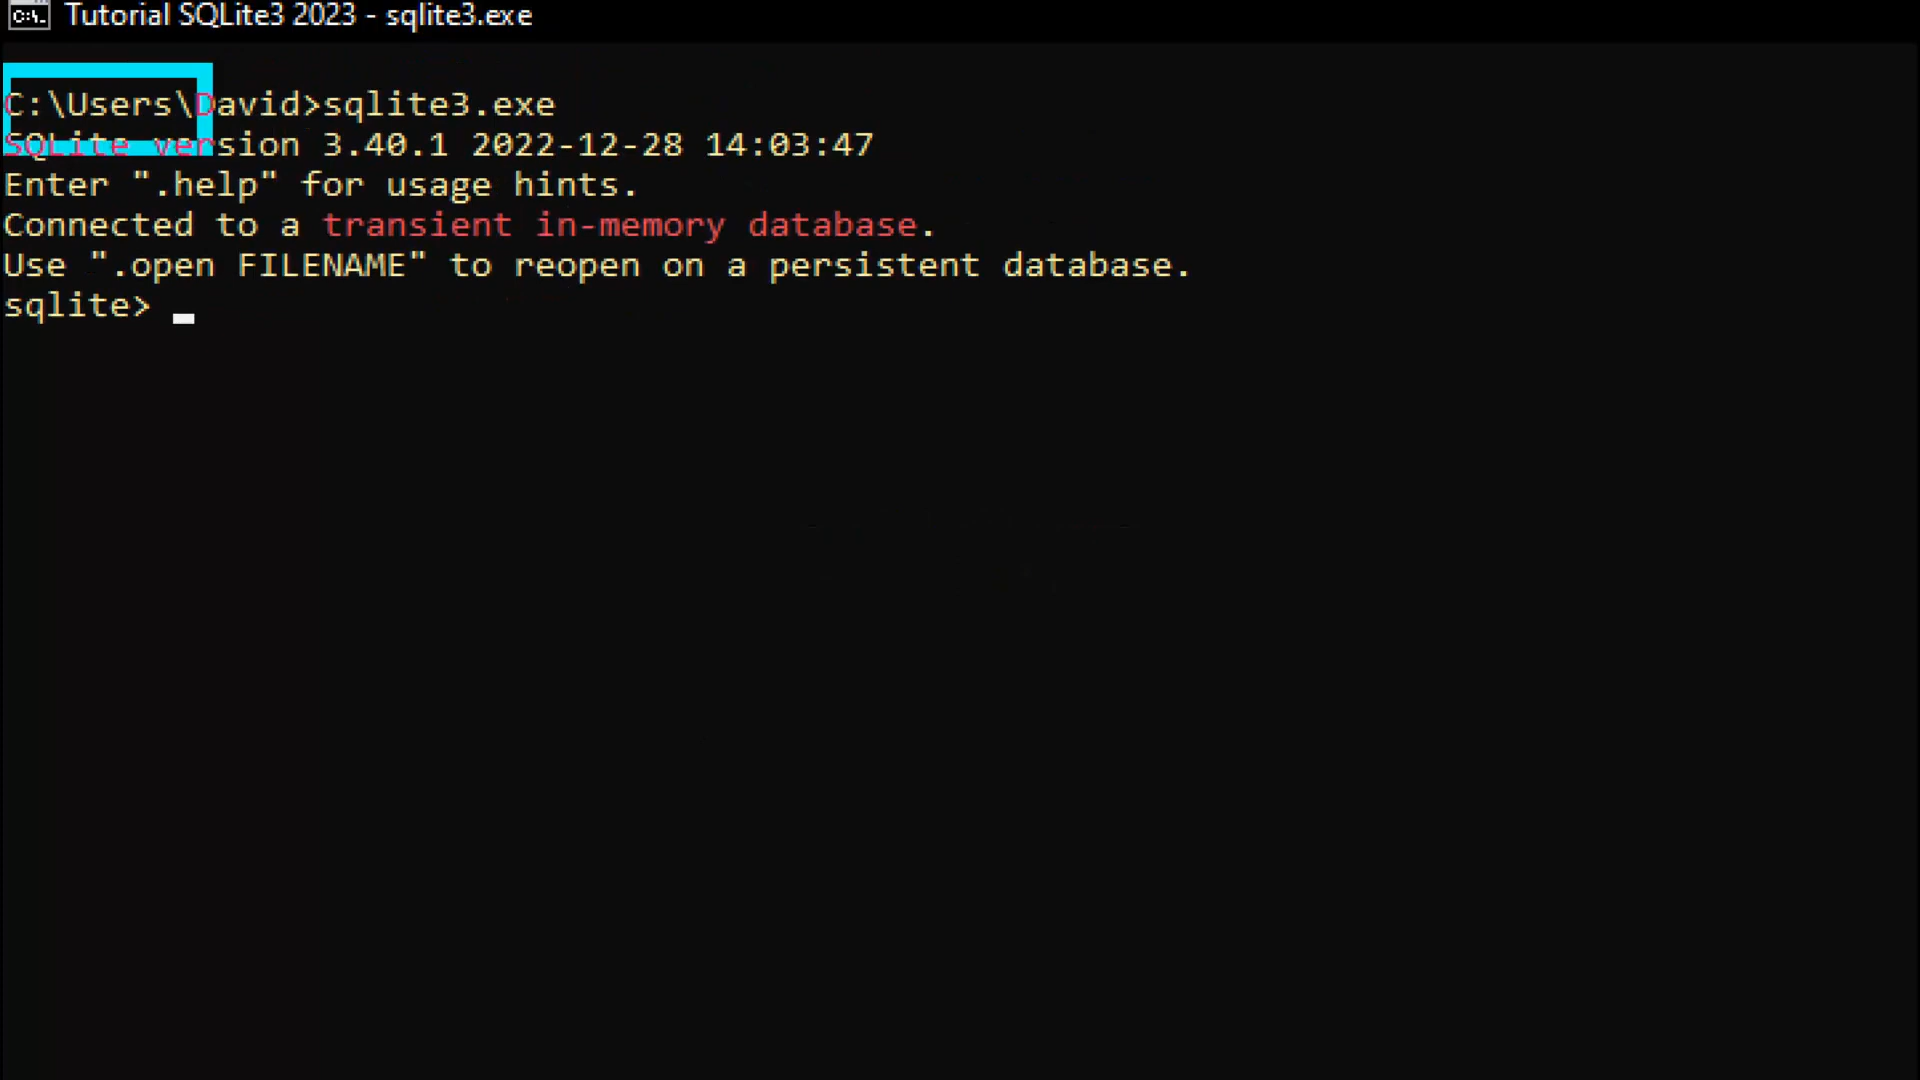 Tutorial SQLite3 2023 - sqlite3.exe
C:\Users\David>sqlite3.exe
SQLite version 3.40.1 2022-12-28 14:03:47
Enter ".help" for usage hints.
Connected to a transient in-memory database.
Use ".open FILENAME" to reopen on a persistent database.
sqlite>